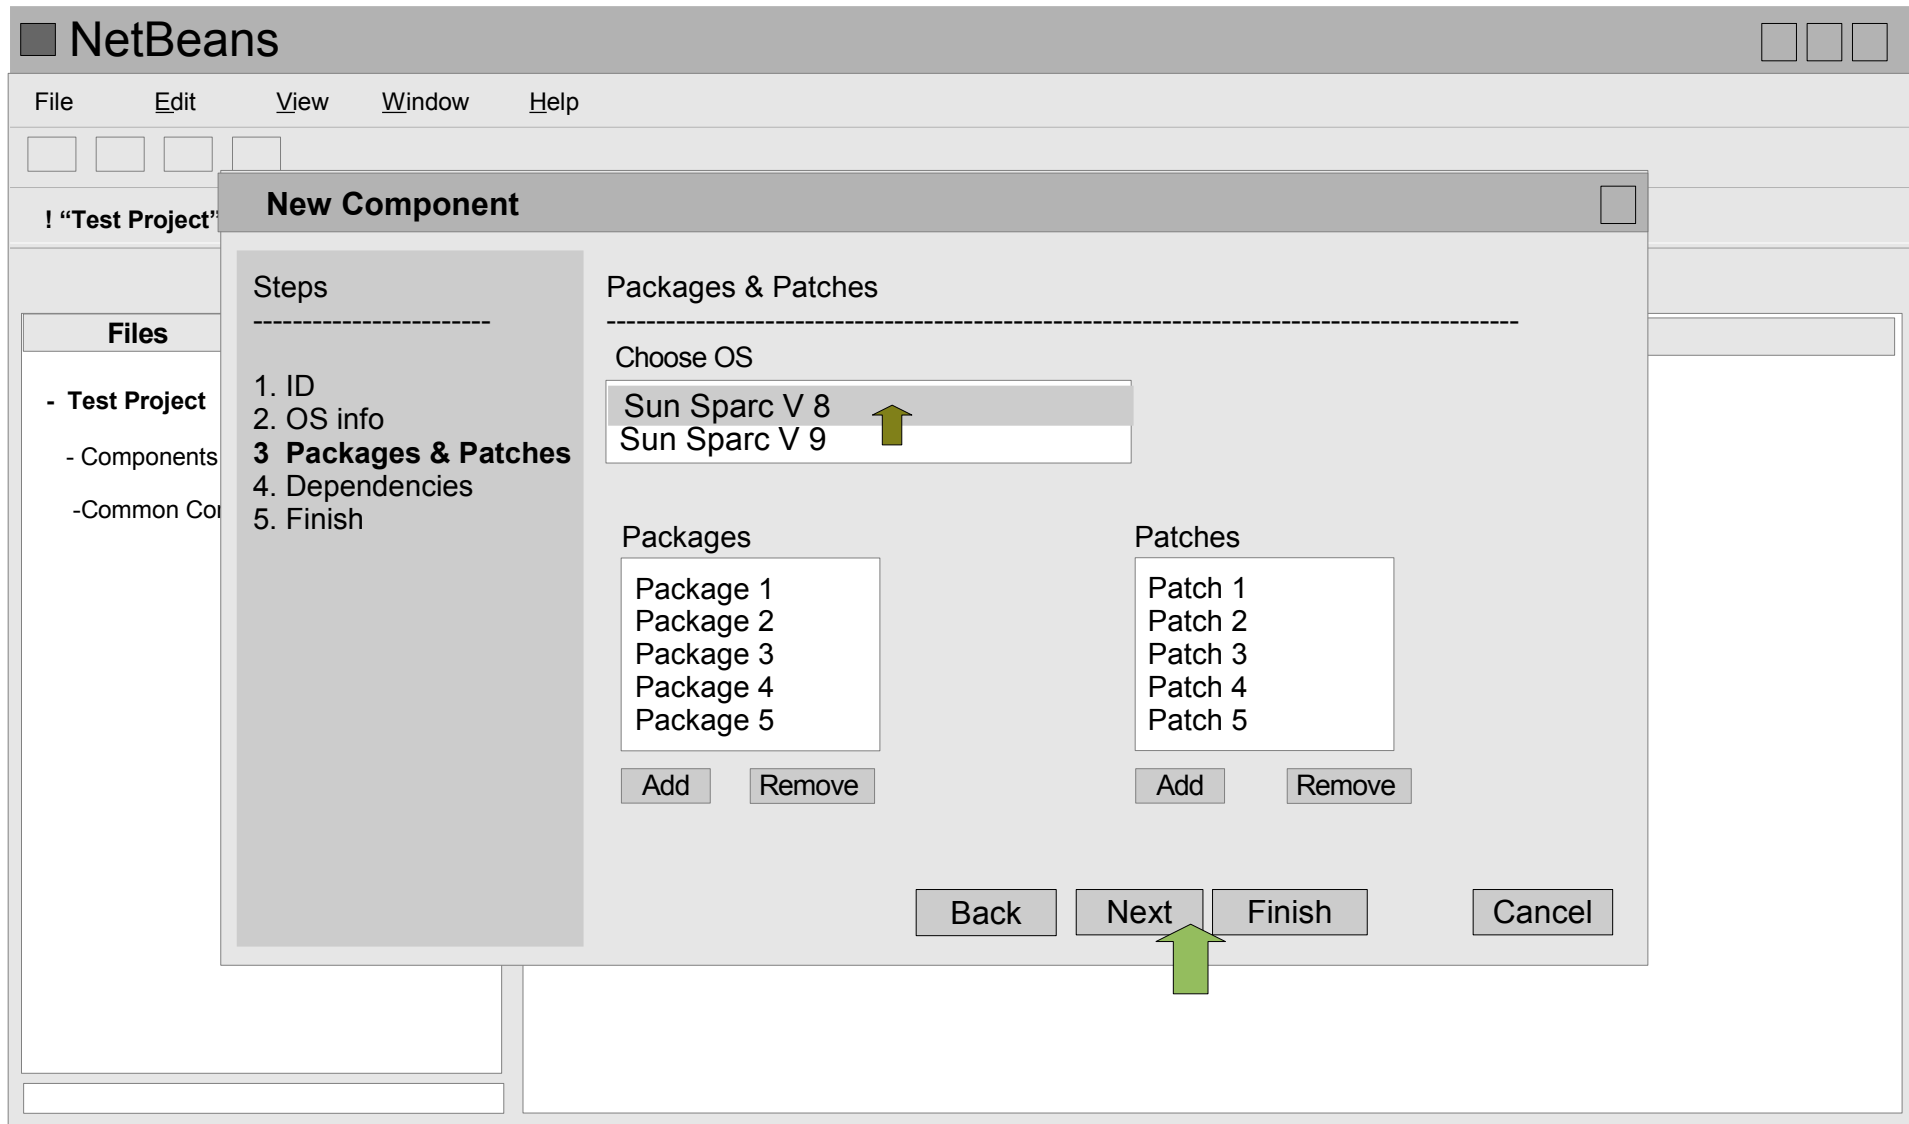 NetBeans
File Edit View Window Help
New Component
! “Test Project”
Steps
------------------------
1. ID
2. OS info
3 Packages & Patches
4. Dependencies
5. Finish
Packages & Patches
--------------------------------------------------------------------------------------------
Choose OS
Sun Sparc V 8
Sun Sparc V 9
Packages
Package 1
Package 2
Package 3
Package 4
Package 5
Add Remove
Patches
Patch 1
Patch 2
Patch 3
Patch 4
Patch 5
Add Remove
Back Next Finish Cancel
Files
- Test Project
- Components
-Common